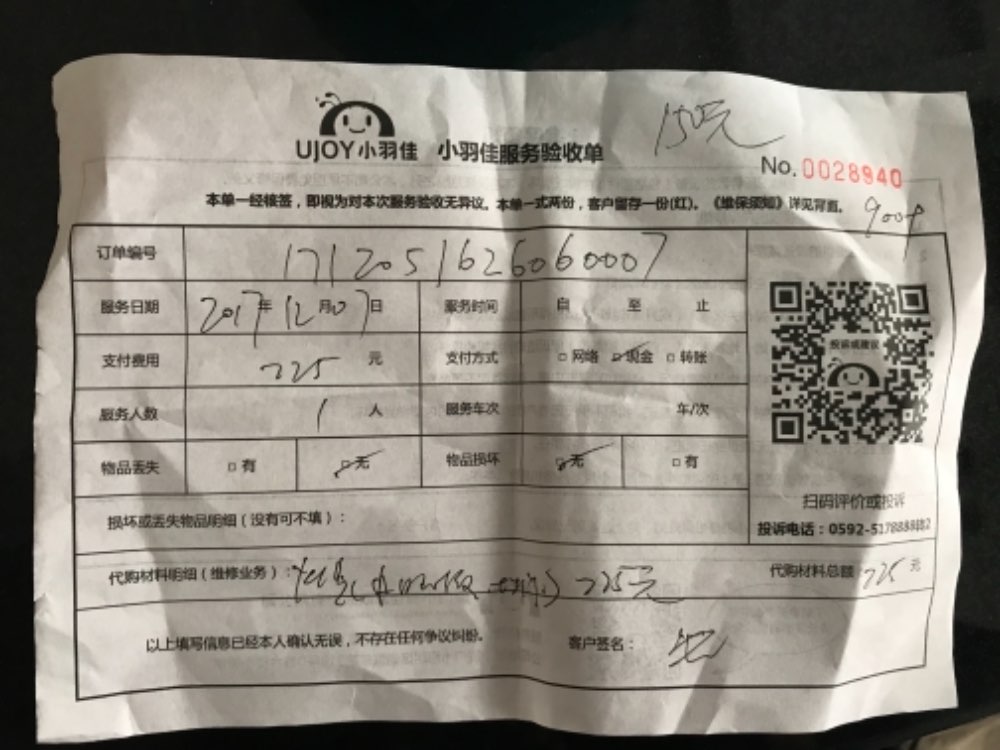 150元
UJOY小羽佳 小羽佳服务验收单
No.0028940
本单一经核签，即视为对本次服务验收无异议。本单一式两份，客户留存一份(红)。《维保须知》详见背面。
订单编号 171205162606 0007
服务日期 2017年12月07日 服务时间 自 至 止
支付费用 725 元 支付方式 □网络 □现金 □转账
服务人数 1 人 服务车次 车/次
物品丢失 □有 □无 物品损坏 □无 □有
投诉或建议
扫码评价或投诉
损坏或丢失物品明细（没有可不填）：
投诉电话：0592-5178888
代购材料明细（维修业务）： 725元 代购材料总额 725 元
以上填写信息已经本人确认无误，不存在任何争议纠纷。 客户签名：